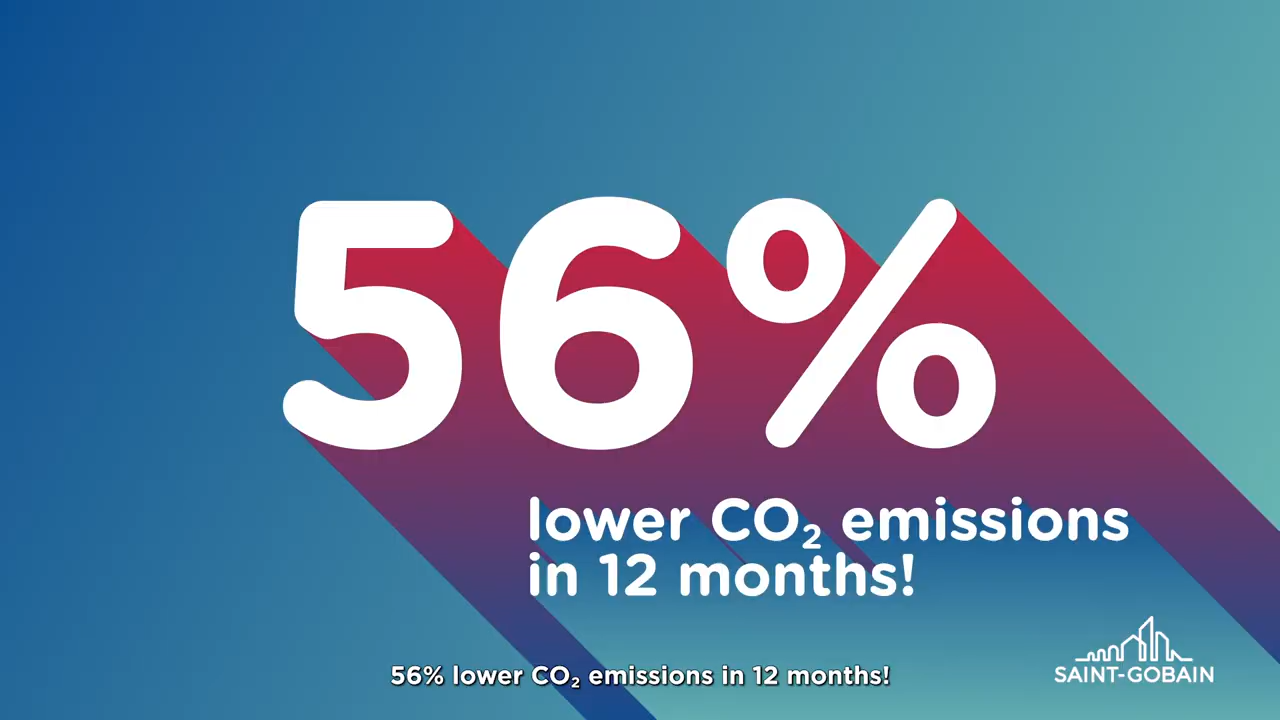 56%
lower CO₂ emissions
in 12 months!
56% lower CO₂ emissions in 12 months!
SAINT-GOBAIN